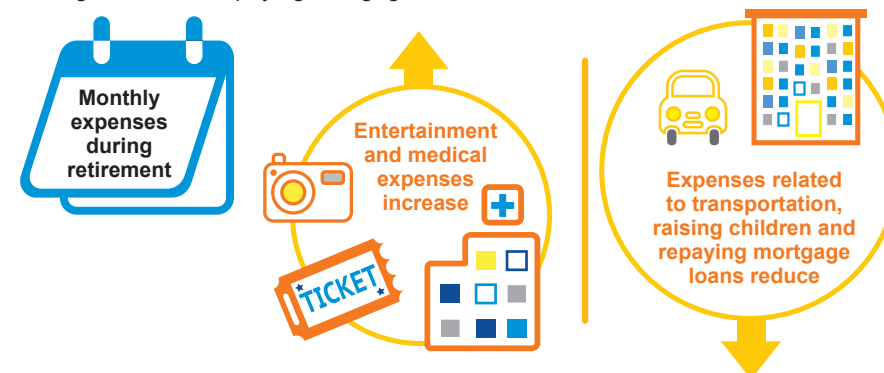 Monthly
expenses
during
retirement
Entertainment
and medical
expenses
increase
TICKET
Expenses related
to transportation,
raising children and
repaying mortgage
loans reduce